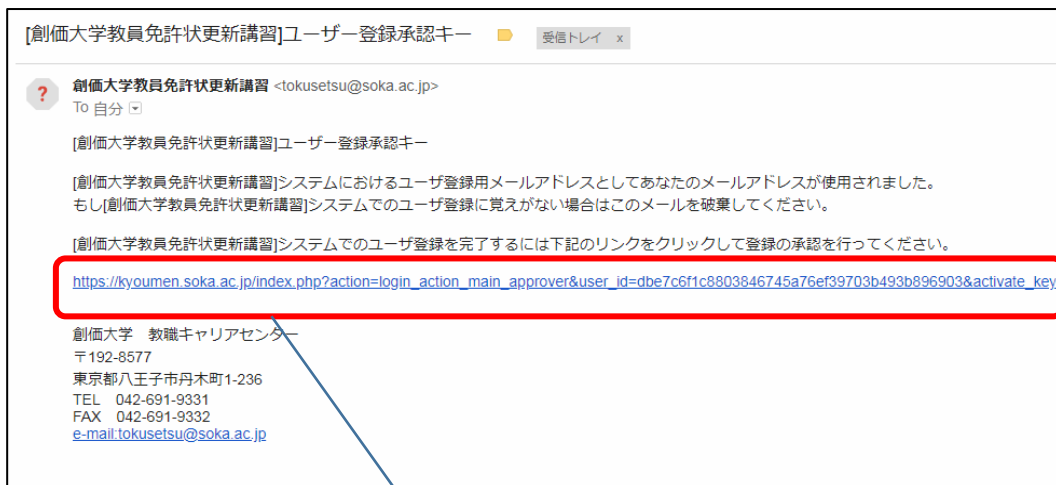 [創価大学教員免許状更新講習]ユーザー登録承認キー 受信トレイ x
?
創価大学教員免許状更新講習 <tokusetsu@soka.ac.jp>
To 自分
[創価大学教員免許状更新講習]ユーザー登録承認キー
[創価大学教員免許状更新講習]システムにおけるユーザ登録用メールアドレスとしてあなたのメールアドレスが使用されました。
もし[創価大学教員免許状更新講習]システムでのユーザ登録に覚えがない場合はこのメールを破棄してください。
[創価大学教員免許状更新講習]システムでのユーザ登録を完了するには下記のリンクをクリックして登録の承認を行ってください。
https://kyoumen.soka.ac.jp/index.php?action=login_action_main_approver&user_id=dbe7c6f1c8803846745a76ef39703b493b896903&activate_key
創価大学　教職キャリアセンター
〒192-8577
東京都八王子市丹木町1-236
TEL　042-691-9331
FAX　042-691-9332
e-mail:tokusetsu@soka.ac.jp